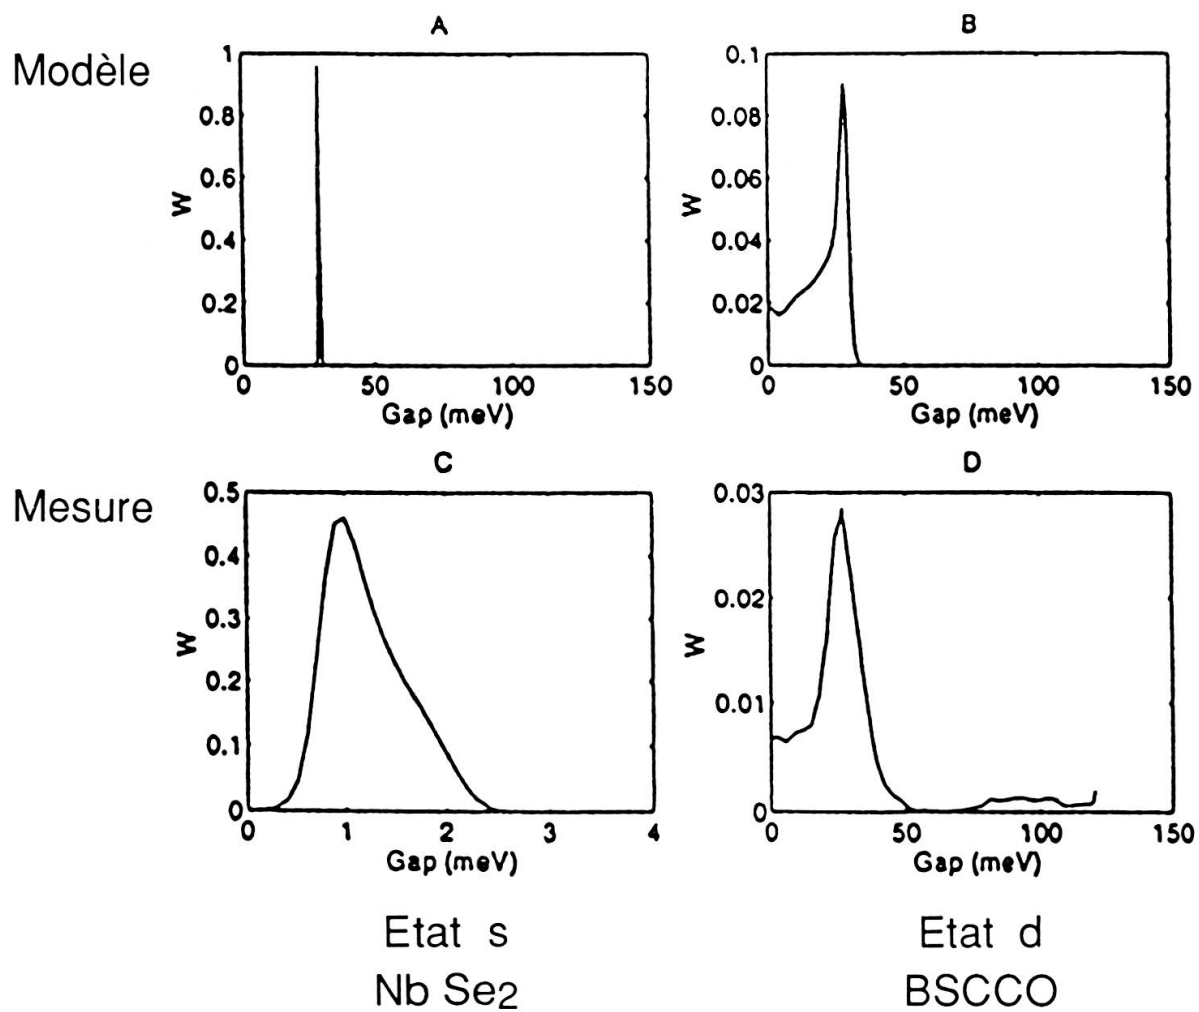 A
B
Modèle
1
0.8
0.6
0.4
0.2
0
W
0
50
100
150
Gap (meV)
0.1
0.08
0.06
0.04
0.02
0
W
0
50
100
150
Gap (meV)
C
D
Mesure
0.5
0.4
0.3
0.2
0.1
0
W
0
1
2
3
4
Gap (meV)
0.03
0.02
0.01
0
W
0
50
100
150
Gap (meV)
Etat s
Etat d
Nb Se2
BSCCO